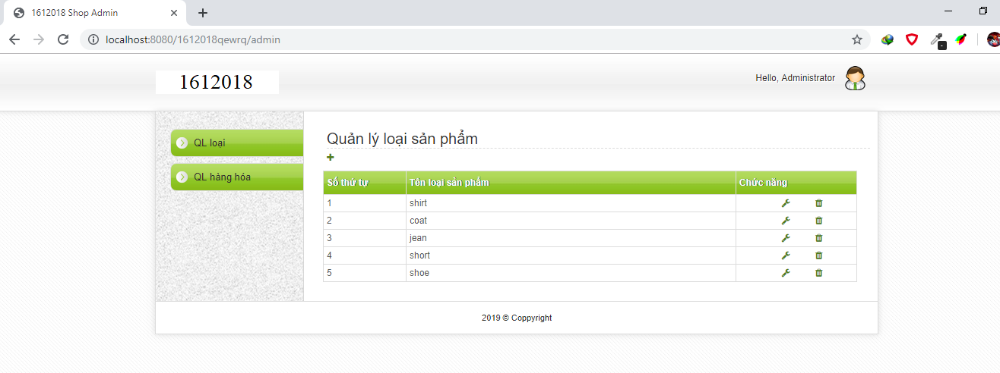 1612018 Shop Admin
localhost:8080/1612018qewrq/admin
1612018
Hello, Administrator
QL loại
QL hàng hóa
Quản lý loại sản phẩm
Số thứ tự Tên loại sản phẩm Chức năng
1 shirt
2 coat
3 jean
4 short
5 shoe
2019 © Coppyright